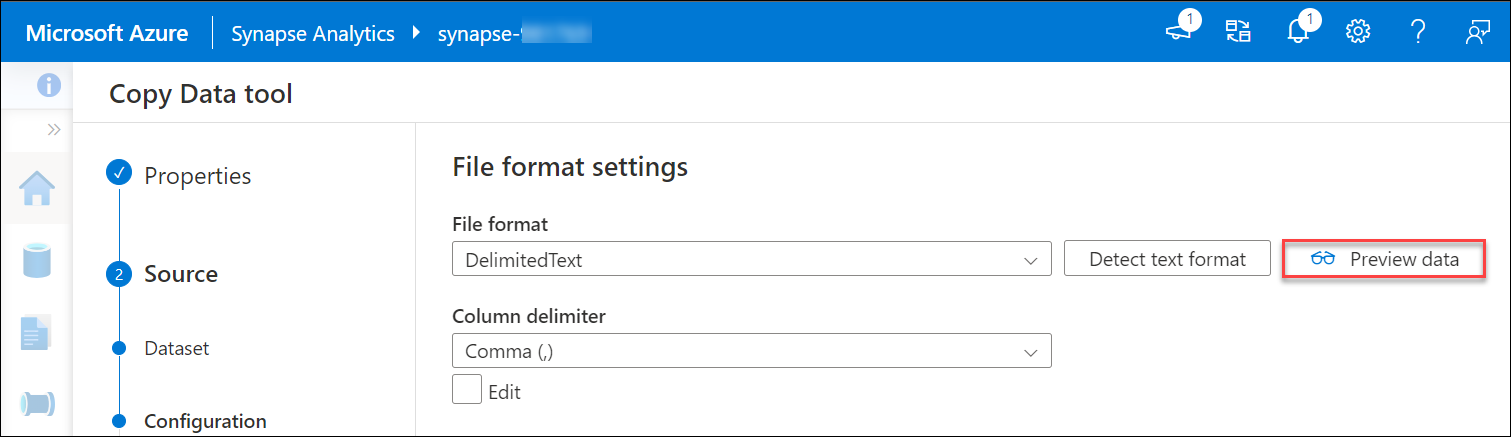 Microsoft Azure Synapse Analytics synapse-
1
1
Copy Data tool
Properties
2 Source
Dataset
Configuration
File format settings
File format
DelimitedText
Detect text format
Preview data
Column delimiter
Comma (,)
Edit